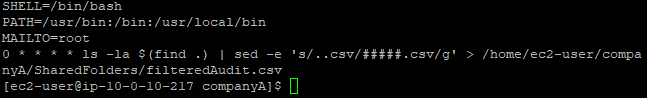 SHELL=/bin/bash
PATH=/usr/bin:/bin:/usr/local/bin
MAILTO=root
0 * * * * ls -la $(find .) | sed -e 's/..csv/#####.csv/g' > /home/ec2-user/compa
nyA/SharedFolders/filteredAudit.csv
[ec2-user@ip-10-0-10-217 companyA]$